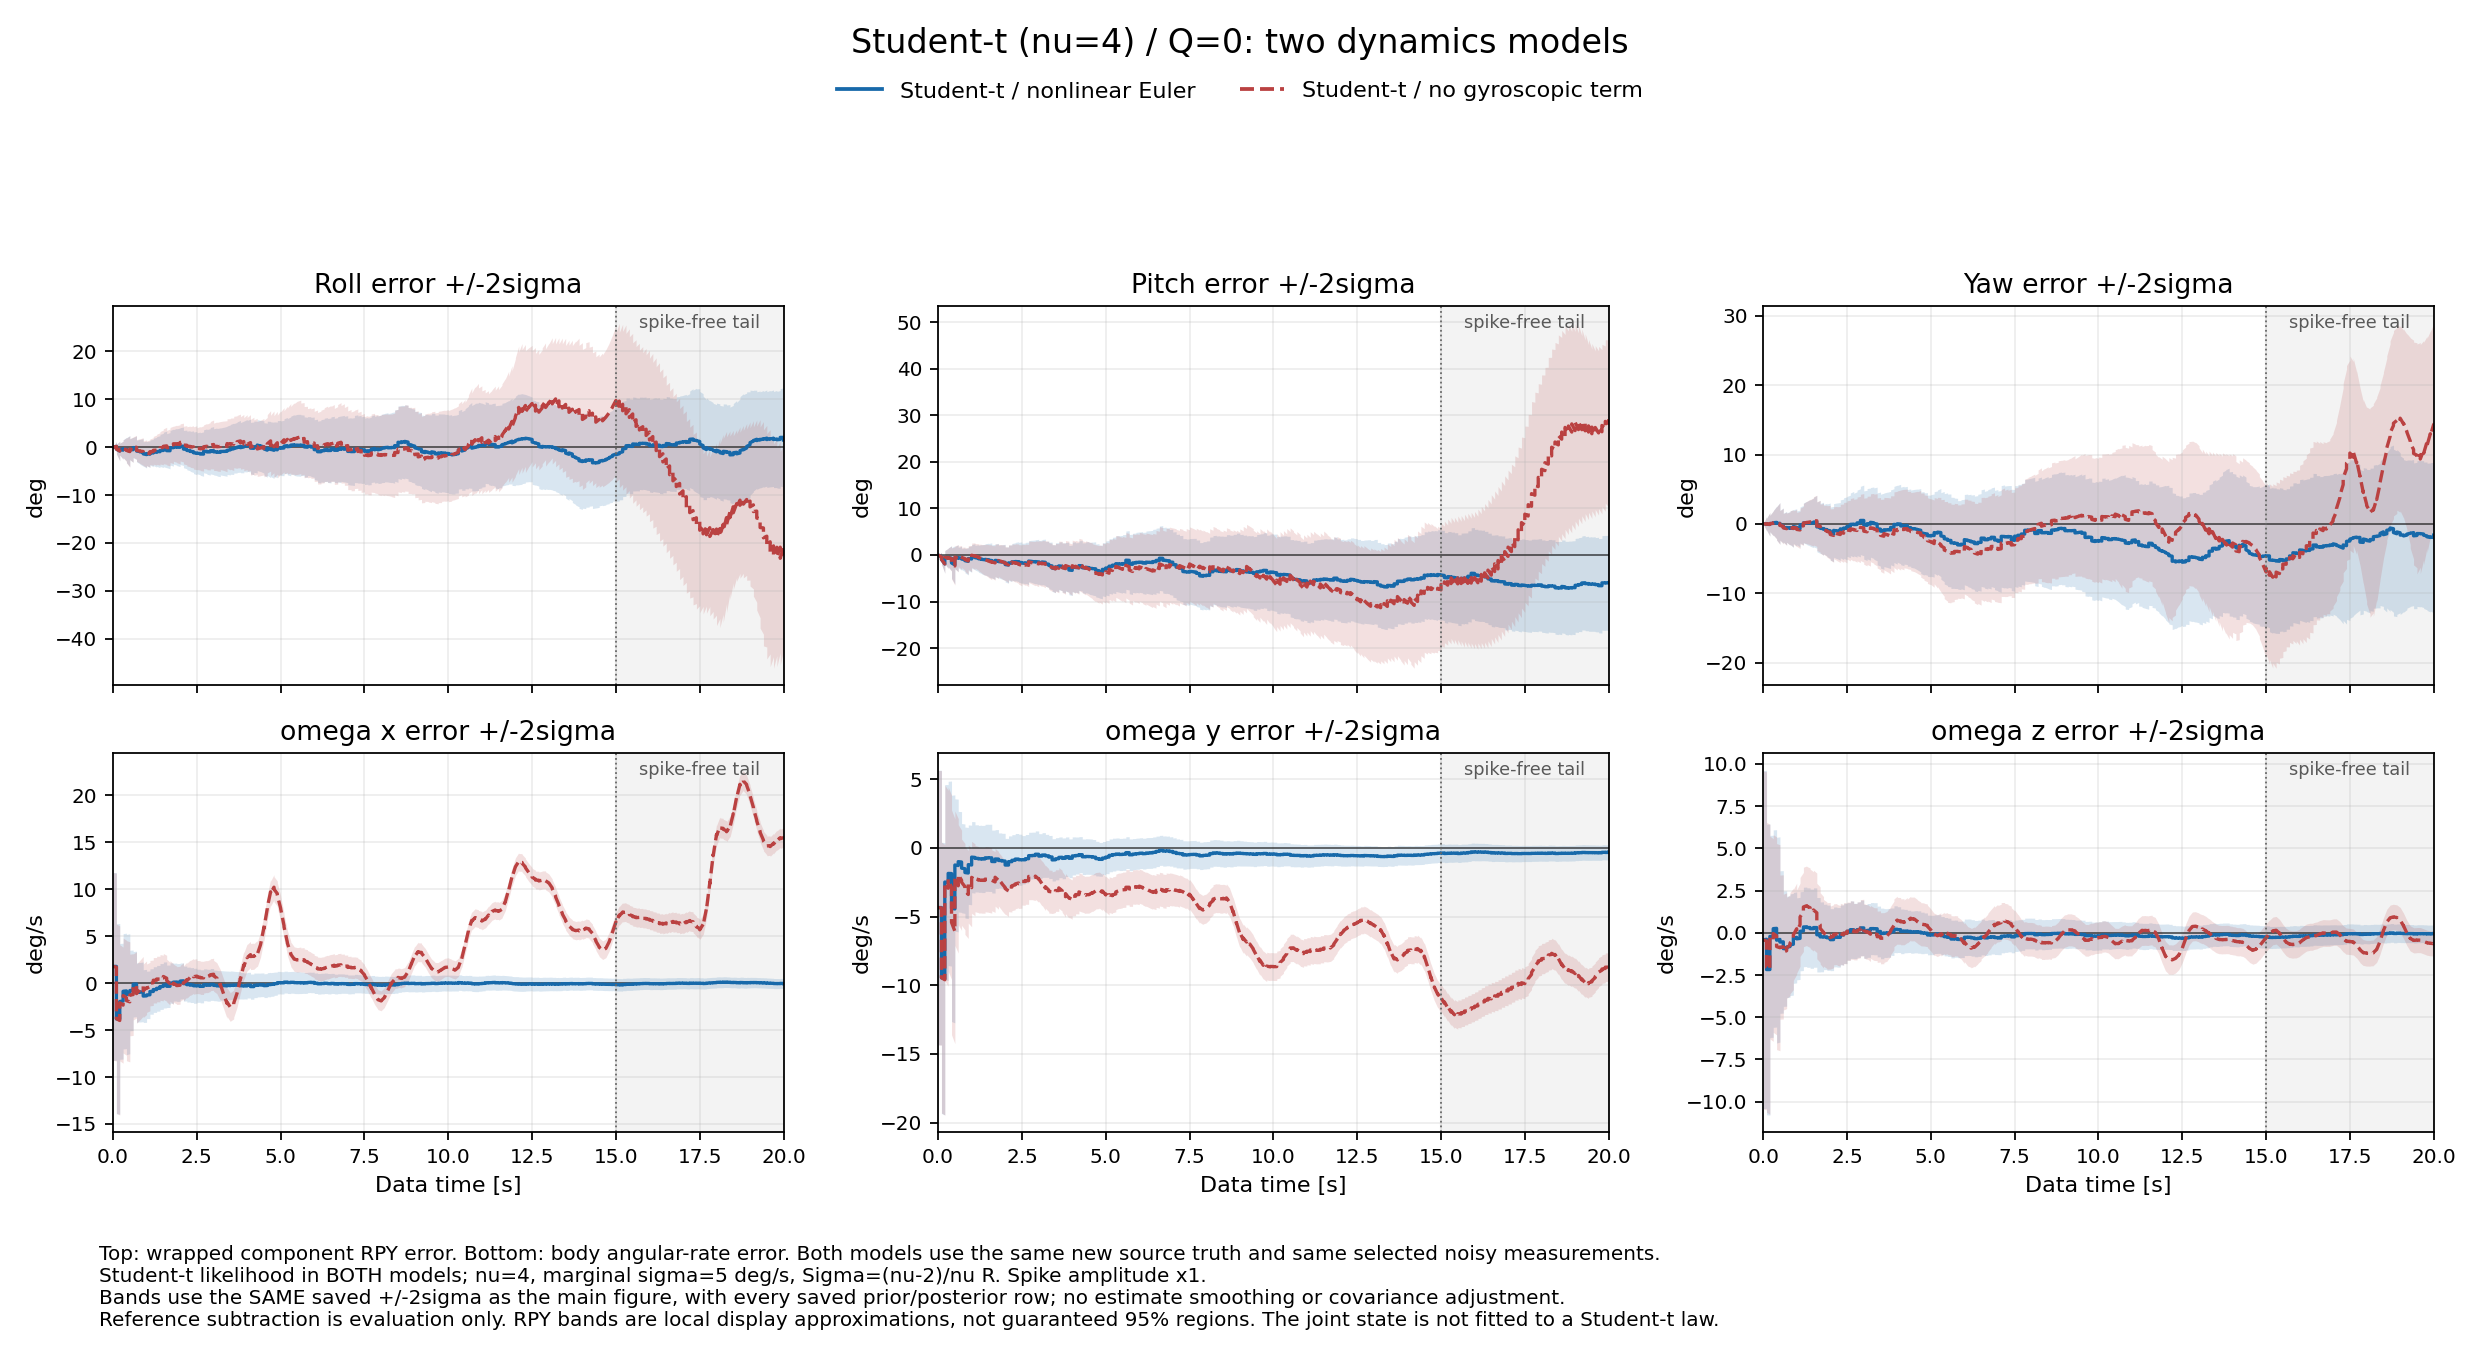 Student-t (nu=4) / Q=0: two dynamics models
Student-t / nonlinear Euler
Student-t / no gyroscopic term
Roll error +/-2sigma
spike-free tail
20
10
0
−10
−20
−30
−40
deg
Pitch error +/-2sigma
spike-free tail
50
40
30
20
10
0
−10
−20
deg
Yaw error +/-2sigma
spike-free tail
30
20
10
0
−10
−20
deg
omega x error +/-2sigma
spike-free tail
20
15
10
5
0
−5
−10
−15
deg/s
0.0 2.5 5.0 7.5 10.0 12.5 15.0 17.5 20.0
Data time [s]
omega y error +/-2sigma
spike-free tail
5
0
−5
−10
−15
−20
deg/s
0.0 2.5 5.0 7.5 10.0 12.5 15.0 17.5 20.0
Data time [s]
omega z error +/-2sigma
spike-free tail
10.0
7.5
5.0
2.5
0.0
−2.5
−5.0
−7.5
−10.0
deg/s
0.0 2.5 5.0 7.5 10.0 12.5 15.0 17.5 20.0
Data time [s]
Top: wrapped component RPY error. Bottom: body angular-rate error. Both models use the same new source truth and same selected noisy measurements.
Student-t likelihood in BOTH models; nu=4, marginal sigma=5 deg/s, Sigma=(nu-2)/nu R. Spike amplitude x1.
Bands use the SAME saved +/-2sigma as the main figure, with every saved prior/posterior row; no estimate smoothing or covariance adjustment.
Reference subtraction is evaluation only. RPY bands are local display approximations, not guaranteed 95% regions. The joint state is not fitted to a Student-t law.